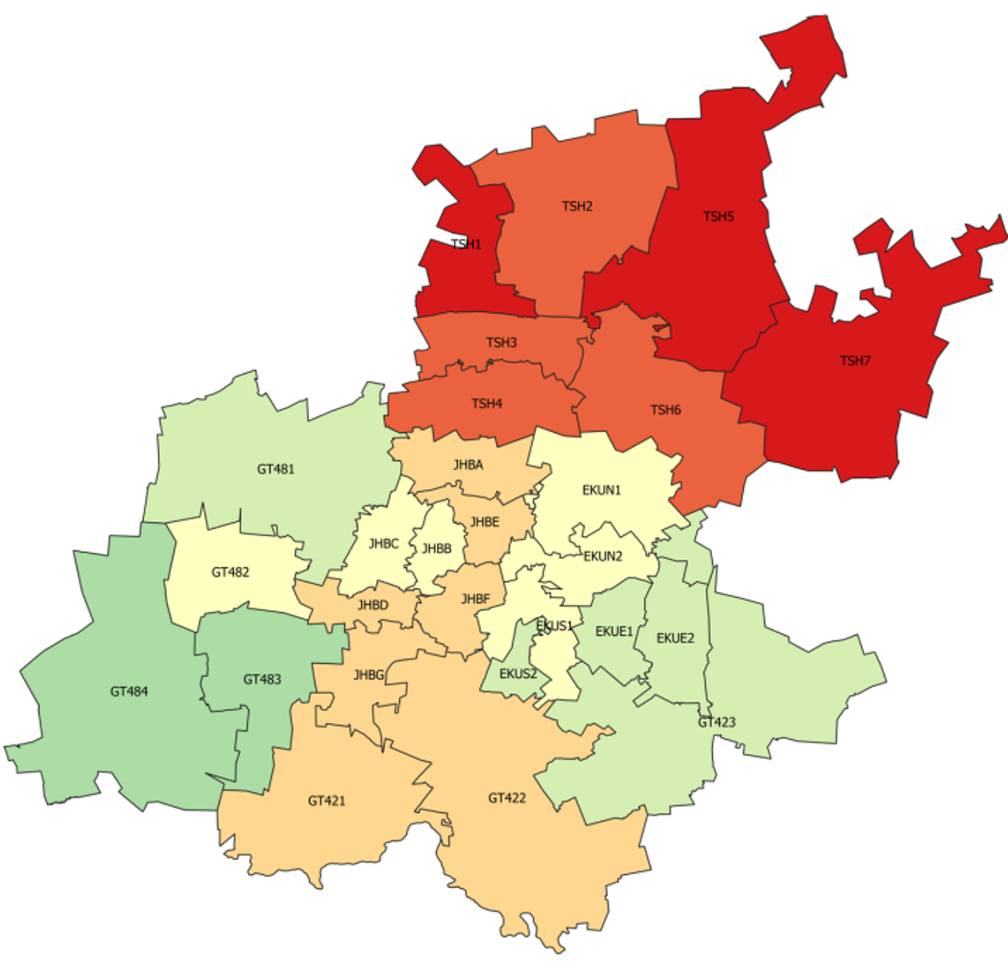 TSH2
TSH5
TSH1
TSH3
TSH7
TSH4
TSH6
JHBA
GT481
EKUN1
JHBE
JHBC
JHBB
EKUN2
GT482
JHBF
JHBD
EKUS1
EKUE1
EKUE2
EKUS2
JHBG
GT483
GT484
GT423
GT422
GT421